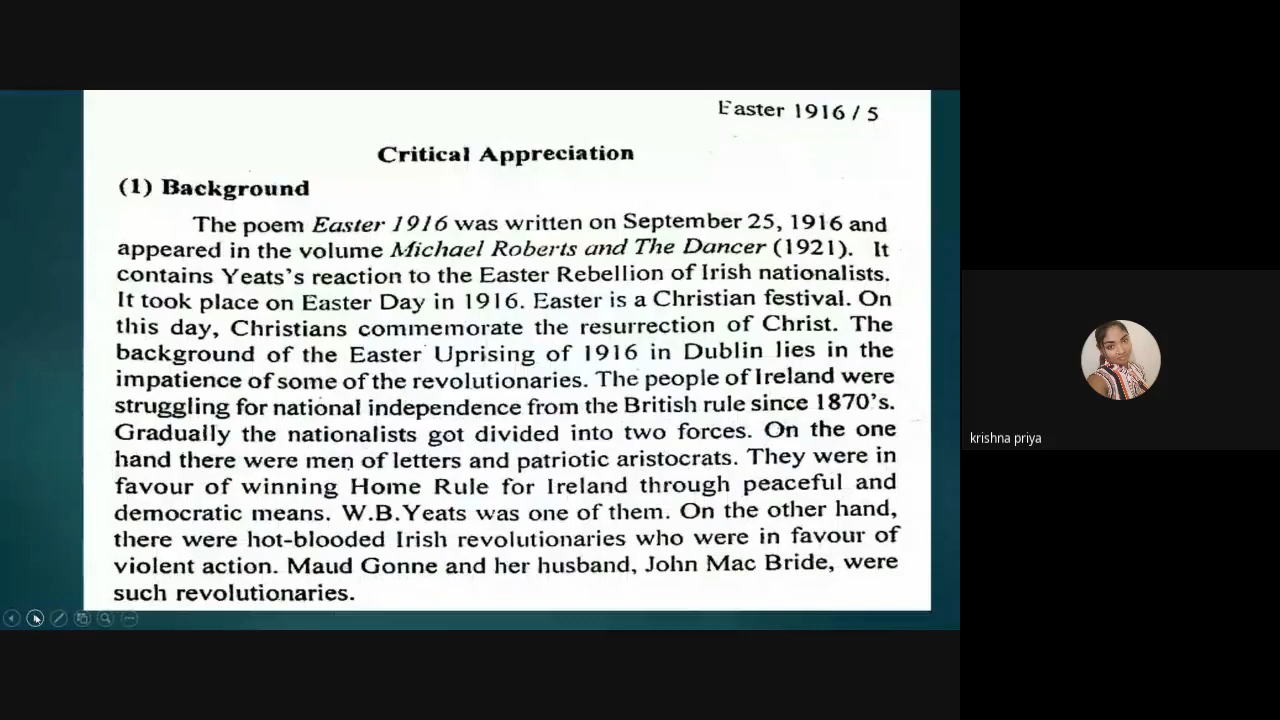 Easter 1916 / 5
Critical Appreciation
(1) Background
The poem Easter 1916 was written on September 25, 1916 and
appeared in the volume Michael Roberts and The Dancer (1921). It
contains Yeats's reaction to the Easter Rebellion of Irish nationalists.
It took place on Easter Day in 1916. Easter is a Christian festival. On
this day, Christians commemorate the resurrection of Christ. The
background of the Easter Uprising of 1916 in Dublin lies in the
impatience of some of the revolutionaries. The people of Ireland were
struggling for national independence from the British rule since 1870's.
Gradually the nationalists got divided into two forces. On the one
hand there were men of letters and patriotic aristocrats. They were in
favour of winning Home Rule for Ireland through peaceful and
democratic means. W.B.Yeats was one of them. On the other hand,
there were hot-blooded Irish revolutionaries who were in favour of
violent action. Maud Gonne and her husband, John Mac Bride, were
such revolutionaries.
krishna priya